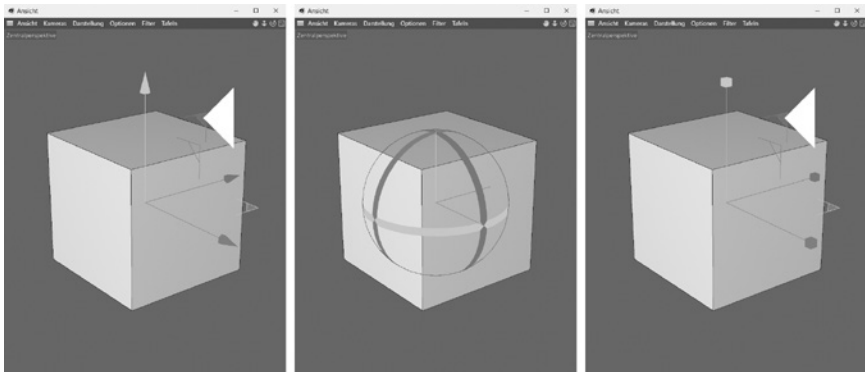 Ansicht
Ansicht Kameras Darstellung Optionen Filter Tafeln
Zentralperspektive
Ansicht
Ansicht Kameras Darstellung Optionen Filter Tafeln
Zentralperspektive
Ansicht
Ansicht Kameras Darstellung Optionen Filter Tafeln
Zentralperspektive